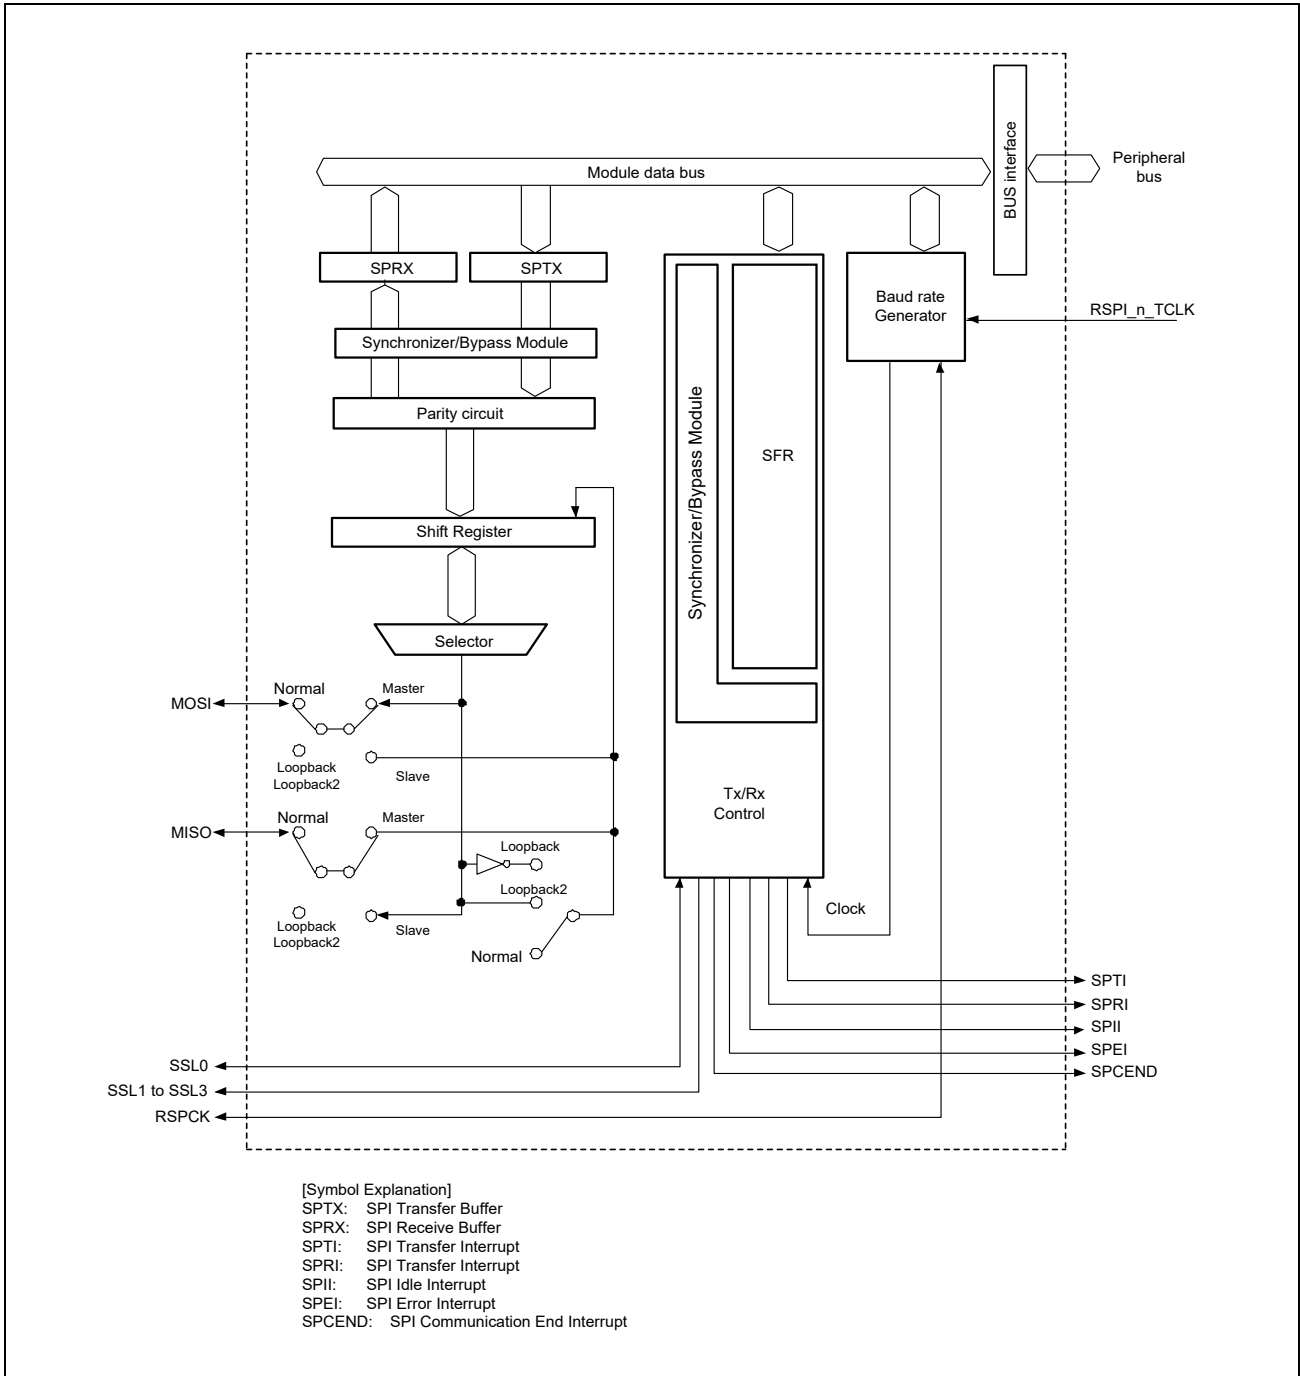 BUS interface
Peripheral
bus
Module data bus
SPRX
SPTX
Baud rate
Generator
RSPI_n_TCLK
Synchronizer/Bypass Module
Parity circuit
Synchronizer/Bypass Module
SFR
Shift Register
Selector
Normal
Master
MOSI
Loopback
Loopback2
Slave
Tx/Rx
Control
Normal
Master
MISO
Loopback
Loopback2
Clock
Loopback
Loopback2
Slave
Normal
SPTI
SPRI
SPII
SPEI
SPCEND
SSL0
SSL1 to SSL3
RSPCK
[Symbol Explanation]
SPTX: SPI Transfer Buffer
SPRX: SPI Receive Buffer
SPTI: SPI Transfer Interrupt
SPRI: SPI Transfer Interrupt
SPII: SPI Idle Interrupt
SPEI: SPI Error Interrupt
SPCEND: SPI Communication End Interrupt